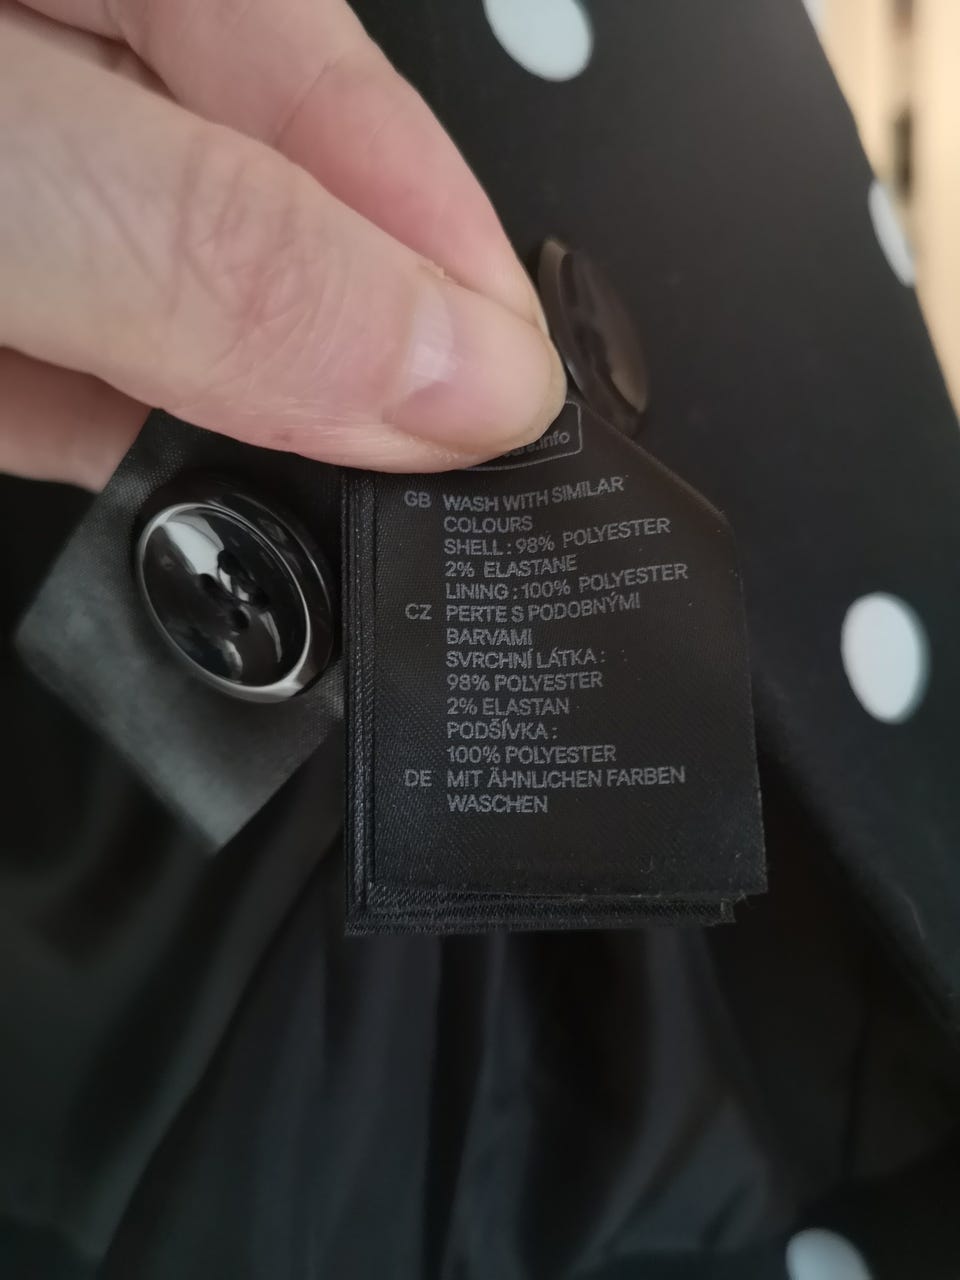 GB WASH WITH SIMILAR
COLOURS
SHELL : 98% POLYESTER
2% ELASTANE
LINING : 100% POLYESTER
CZ PERTE S PODOBNÝMI
BARVAMI
SVRCHNÍ LÁTKA :
98% POLYESTER
2% ELASTAN
PODŠÍVKA :
100% POLYESTER
DE MIT ÄHNLICHEN FARBEN
WASCHEN